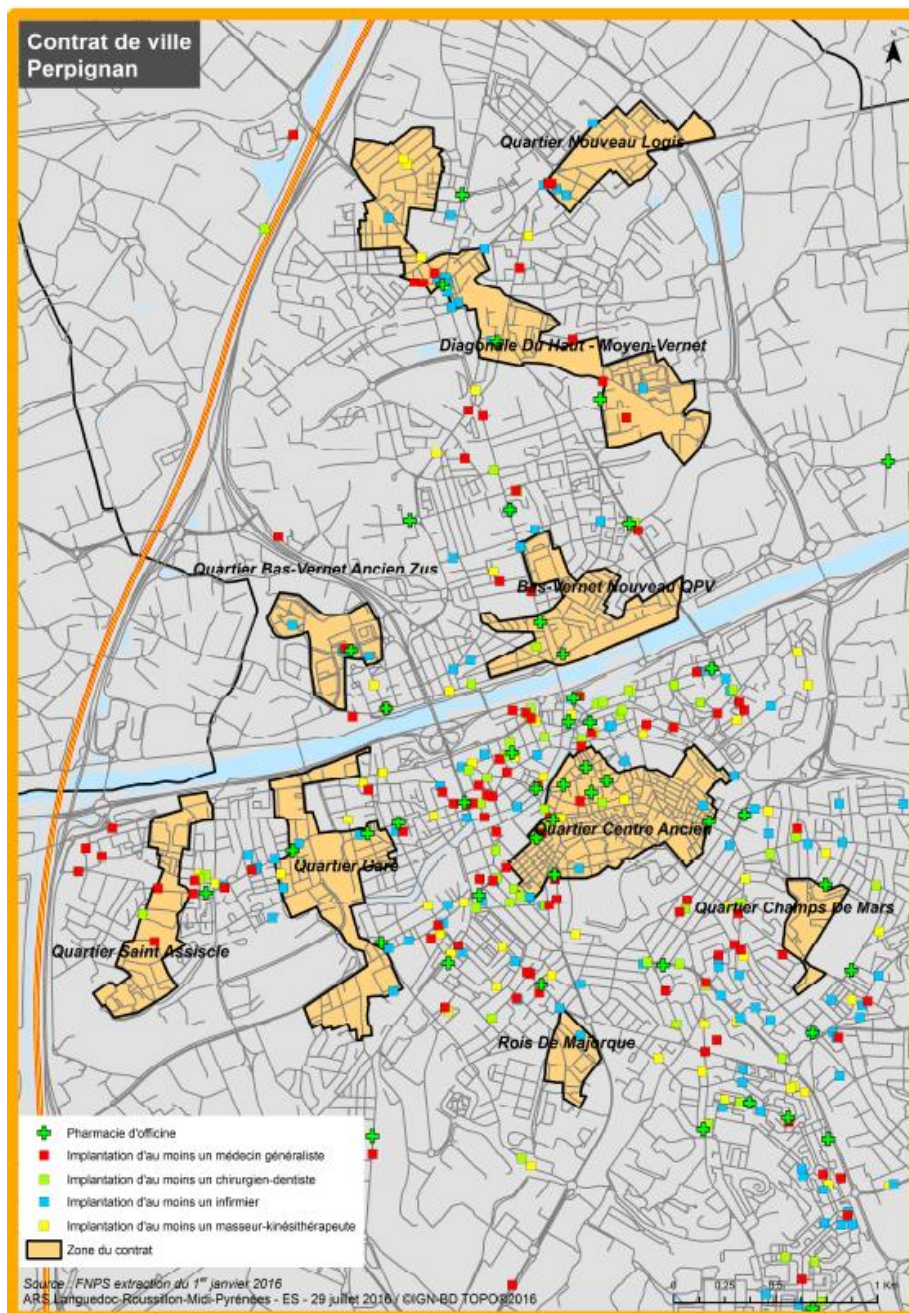 Contrat de ville
Perpignan
N
Quartier Nouveau Logis
Diagonale Du Haut - Moyen-Vernet
Quartier Bas-Vernet Ancien Zus
Bas-Vernet Nouveau QPV
Quartier Centre Ancien
Quartier Gare
Quartier Champs De Mars
Quartier Saint Assiscle
Rois De Majorque
Pharmacie d'officine
Implantation d'au moins un médecin généraliste
Implantation d'au moins un chirurgien-dentiste
Implantation d'au moins un infirmier
Implantation d'au moins un masseur-kinésithérapeute
Zone du contrat
Source : FNPS extraction du 1er janvier 2016
ARS Languedoc-Roussillon-Midi-Pyrénées - ES - 29 juillet 2016 / ©IGN-BD TOPO®2016
0 0,25 0,5 1 Km